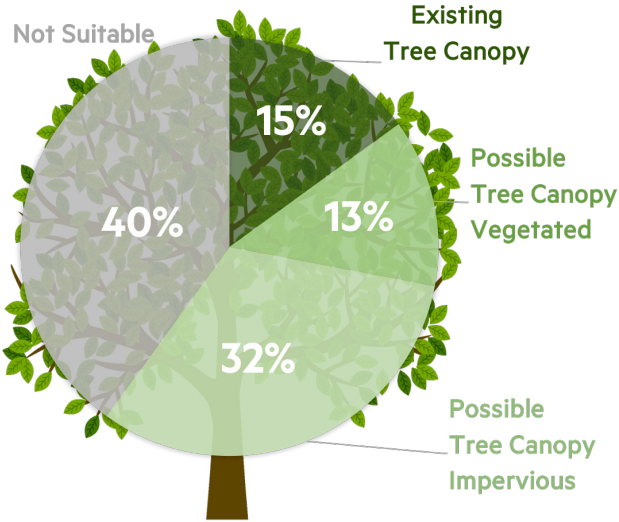 Not Suitable
Existing
Tree Canopy
15%
Possible
Tree Canopy
Vegetated
13%
40%
32%
Possible
Tree Canopy
Impervious